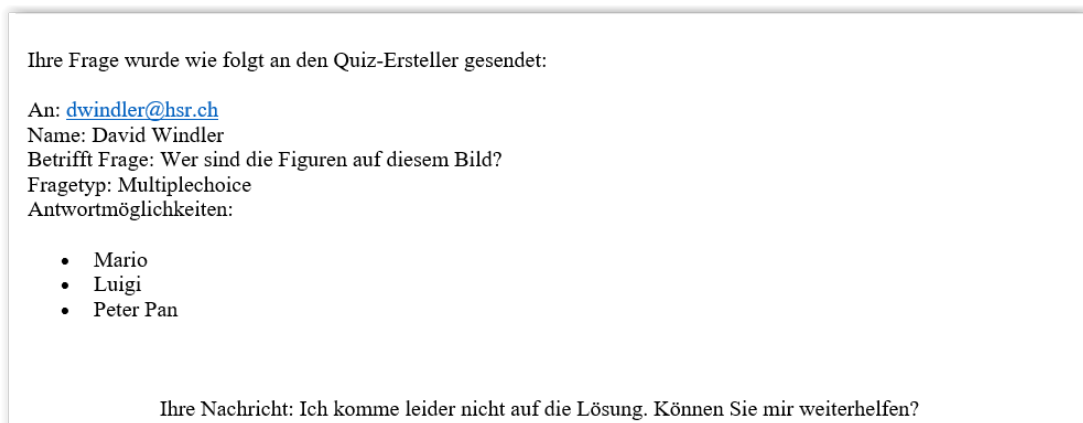 Ihre Frage wurde wie folgt an den Quiz-Ersteller gesendet:
An: dwindler@hsr.ch
Name: David Windler
Betrifft Frage: Wer sind die Figuren auf diesem Bild?
Fragetyp: Multiplechoice
Antwortmöglichkeiten:
• Mario
• Luigi
• Peter Pan
Ihre Nachricht: Ich komme leider nicht auf die Lösung. Können Sie mir weiterhelfen?